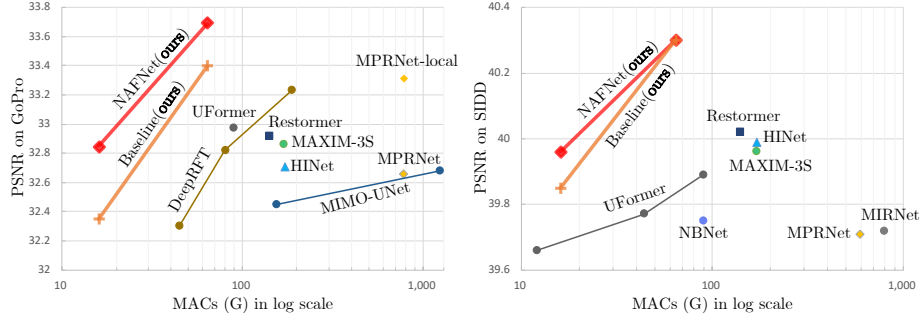 33.8
33.6
33.4
33.2
33
32.8
32.6
32.4
32.2
32
PSNR on GoPro
NAFNet(ours)
Baseline(ours)
DeepRFT
UFormer
Restormer
MAXIM-3S
HINet
MPRNet-local
MPRNet
MIMO-UNet
10
100
1,000
MACs (G) in log scale
40.4
40.2
40
39.8
39.6
PSNR on SIDD
NAFNet(ours)
Baseline(ours)
Restormer
HINet
MAXIM-3S
UFormer
NBNet
MIRNet
MPRNet
10
100
1,000
MACs (G) in log scale